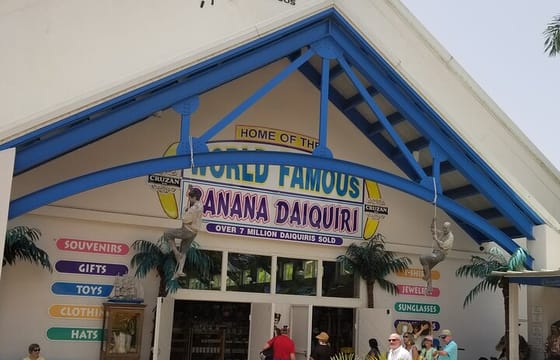 HOME OF THE
WORLD FAMOUS
BANANA DAIQUIRI
OVER 7 MILLION DAIQUIRIS SOLD
CRUZAN
CRUZAN
SOUVENIRS
GIFTS
TOYS
CLOTHING
HATS
T-SHIRTS
JEWELRY
SUNGLASSES